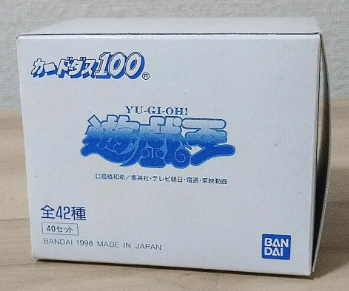 カードダス100®
YU-GI-OH!
遊戯王
©高橋和希／集英社・テレビ朝日・電通・東映動画
全42種
40セット
BANDAI 1998 MADE IN JAPAN
BAN
DAI